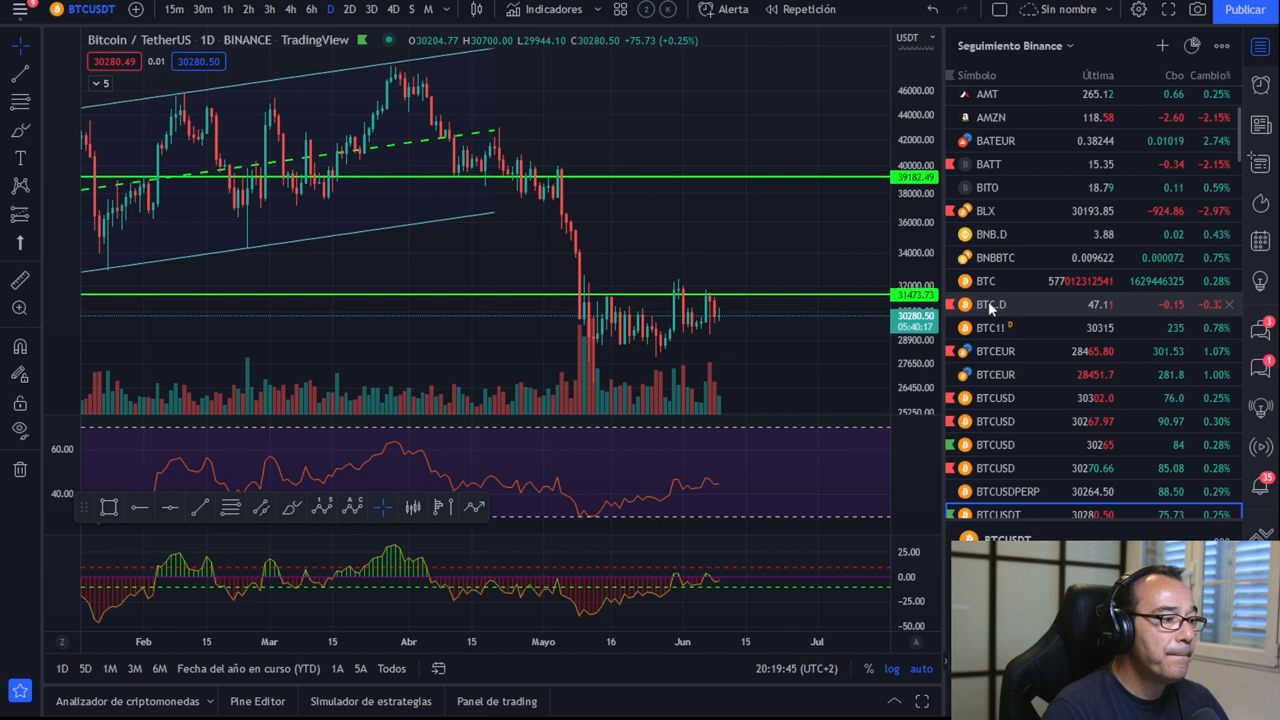 9 BTCUSDT 15m 30m 1h 2h 3h 4h 6h D 2D 3D 4D S M Indicadores 2 K Alerta Repetición Sin nombre Publicar
Bitcoin / TetherUS · 1D · BINANCE · TradingView O30204.77 H30700.00 L29944.10 C30280.50 +75.73 (+0.25%) USDT
30280.49 0.01 30280.50
5
46000.00
44000.00
42000.00
40000.00
39182.49
38000.00
36000.00
34000.00
32000.00
31473.73
30280.50
05:40:17
28900.00
27650.00
26450.00
25250.00
60.00
40.00
25.00
0.00
-25.00
-50.00
Z Feb 15 Mar 15 Abr 15 Mayo 16 Jun 15 Jul A
1D 5D 1M 3M 6M Fecha del año en curso (YTD) 1A 5A Todos 20:19:45 (UTC+2) % log auto
Analizador de criptomonedas Pine Editor Simulador de estrategias Panel de trading
Seguimiento Binance
Símbolo Última Cbo Cambio%
AMT 265.12 0.66 0.25%
AMZN 118.58 -2.60 -2.15%
BATEUR 0.38244 0.01019 2.74%
BATT 15.35 -0.34 -2.15%
BITO 18.79 0.11 0.59%
BLX 30193.85 -924.86 -2.97%
BNB.D 3.88 0.02 0.43%
BNBBTC 0.009622 0.000072 0.75%
BTC 577012312541 1629446325 0.28%
BTC.D 47.11 -0.15 -0.32
BTC1! D 30315 235 0.78%
BTCEUR 28465.80 301.53 1.07%
BTCEUR 28451.7 281.8 1.00%
BTCUSD 30302.0 76.0 0.25%
BTCUSD 30267.97 90.97 0.30%
BTCUSD 30265 84 0.28%
BTCUSD 30270.66 85.08 0.28%
BTCUSDPERP 30264.50 88.50 0.29%
BTCUSDT 30280.50 75.73 0.25%
BTCUSDT
3
1
35